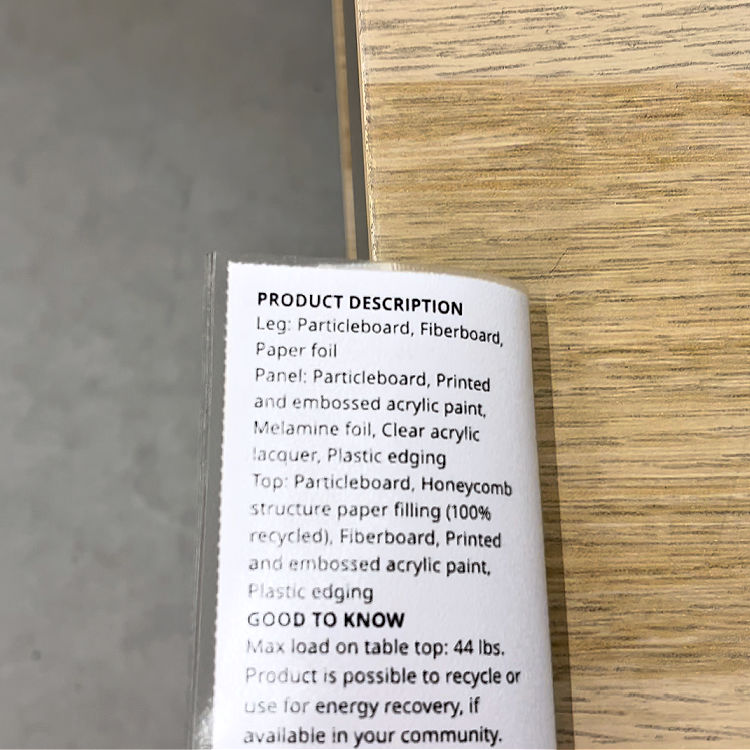 PRODUCT DESCRIPTION
Leg: Particleboard, Fiberboard,
Paper foil
Panel: Particleboard, Printed
and embossed acrylic paint,
Melamine foil, Clear acrylic
lacquer, Plastic edging
Top: Particleboard, Honeycomb
structure paper filling (100%
recycled), Fiberboard, Printed
and embossed acrylic paint,
Plastic edging
GOOD TO KNOW
Max load on table top: 44 lbs.
Product is possible to recycle or
use for energy recovery, if
available in your community.